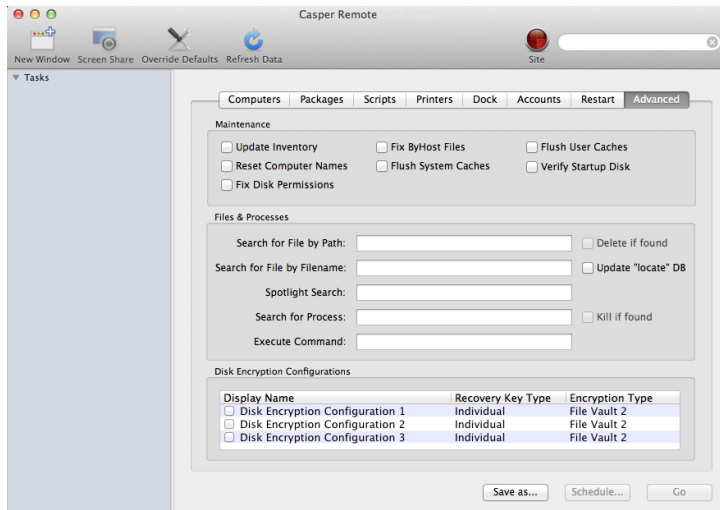 Casper Remote
New Window Screen Share Override Defaults Refresh Data Site
Tasks
Computers Packages Scripts Printers Dock Accounts Restart Advanced
Maintenance
Update Inventory Fix ByHost Files Flush User Caches
Reset Computer Names Flush System Caches Verify Startup Disk
Fix Disk Permissions
Files & Processes
Search for File by Path: Delete if found
Search for File by Filename: Update "locate" DB
Spotlight Search:
Search for Process: Kill if found
Execute Command:
Disk Encryption Configurations
Display Name Recovery Key Type Encryption Type
Disk Encryption Configuration 1 Individual File Vault 2
Disk Encryption Configuration 2 Individual File Vault 2
Disk Encryption Configuration 3 Individual File Vault 2
Save as... Schedule... Go